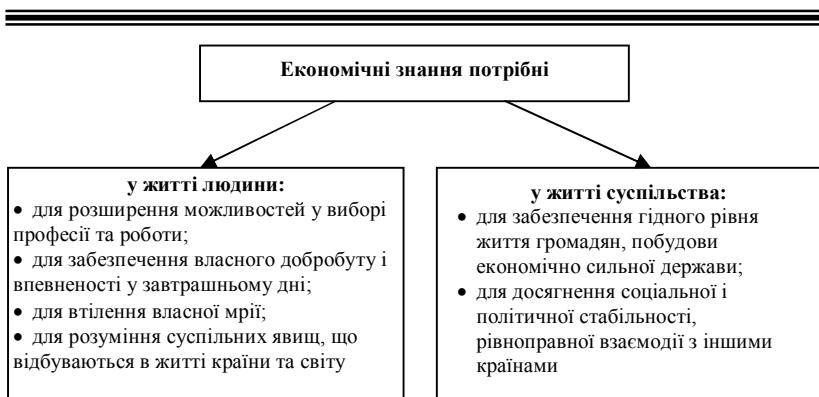 Економічні знання потрібні
у житті людини:
• для розширення можливостей у виборі
професії та роботи;
• для забезпечення власного добробуту і
впевненості у завтрашньому дні;
• для втілення власної мрії;
• для розуміння суспільних явищ, що
відбуваються в житті країни та світу
у житті суспільства:
• для забезпечення гідного рівня
життя громадян, побудови
економічно сильної держави;
• для досягнення соціальної і
політичної стабільності,
рівноправної взаємодії з іншими
країнами